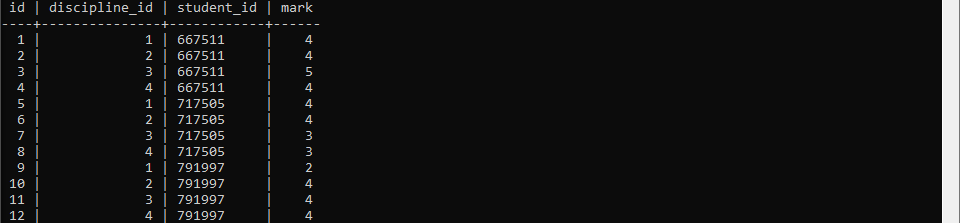 id | discipline_id | student_id | mark
----+---------------+------------+------
  1 |             1 | 667511     |    4
  2 |             2 | 667511     |    4
  3 |             3 | 667511     |    5
  4 |             4 | 667511     |    4
  5 |             1 | 717505     |    4
  6 |             2 | 717505     |    4
  7 |             3 | 717505     |    3
  8 |             4 | 717505     |    3
  9 |             1 | 791997     |    2
 10 |             2 | 791997     |    4
 11 |             3 | 791997     |    4
 12 |             4 | 791997     |    4